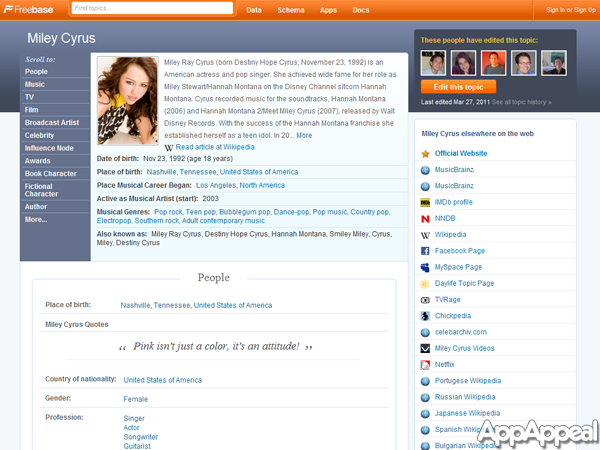 Freebase
Find topics...
Data
Schema
Apps
Docs
Sign In or Sign Up
Miley Cyrus
Scroll to:
People
Music
TV
Film
Broadcast Artist
Celebrity
Influence Node
Awards
Book Character
Fictional
Character
Author
More...
Miley Ray Cyrus (born Destiny Hope Cyrus; November 23, 1992) is an
American actress and pop singer. She achieved wide fame for her role as
Miley Stewart/Hannah Montana on the Disney Channel sitcom Hannah
Montana. Cyrus recorded music for the soundtracks, Hannah Montana
(2006) and Hannah Montana 2/Meet Miley Cyrus (2007), released by Walt
Disney Records. With the success of the Hannah Montana franchise she
established herself as a teen idol. In 20... More
W Read article at Wikipedia
Date of birth: Nov 23, 1992 (age 18 years)
Place of birth: Nashville, Tennessee, United States of America
Place Musical Career Began: Los Angeles, North America
Active as Musical Artist (start): 2003
Musical Genres: Pop rock, Teen pop, Bubblegum pop, Dance-pop, Pop music, Country pop,
Electropop, Southern rock, Adult contemporary music
Also known as: Miley Ray Cyrus, Destiny Hope Cyrus, Hannah Montana, Smiley Miley, Cyrus,
Miley, Destiny Cyrus
People
Place of birth: Nashville, Tennessee, United States of America
Miley Cyrus Quotes
“ Pink isn't just a color, it's an attitude! ”
Country of nationality: United States of America
Gender: Female
Profession: Singer
Actor
Songwriter
Guitarist
These people have edited this topic:
Edit this topic
Last edited Mar 27, 2011 See all topic history »
Miley Cyrus elsewhere on the web
Official Website
MusicBrainz
MusicBrainz
IMDb profile
N NNDB
W Wikipedia
Facebook Page
MySpace Page
Daylife Topic Page
TV TVRage
Chickpedia
celebarchiv.com
Miley Cyrus Videos
Netflix
Portugese Wikipedia
Russian Wikipedia
Japanese Wikipedia
Spanish Wikipedia
Bulgarian Wikipedia
AppAppeal